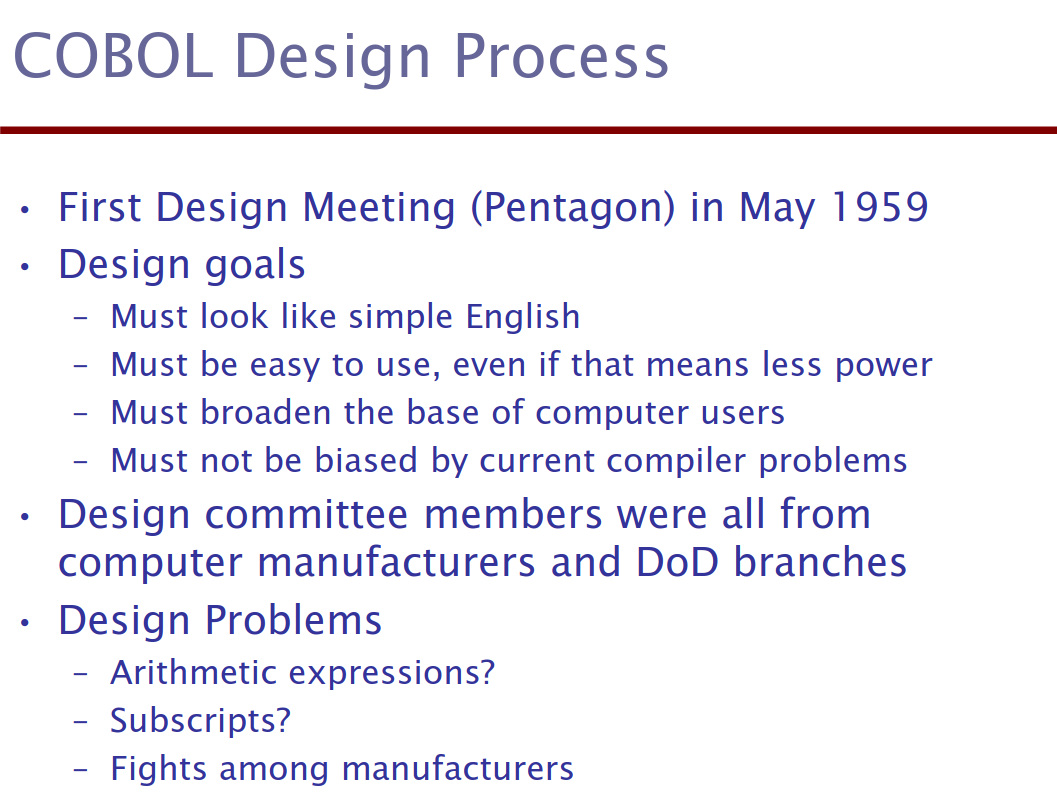 COBOL Design Process
• First Design Meeting (Pentagon) in May 1959
• Design goals
– Must look like simple English
– Must be easy to use, even if that means less power
– Must broaden the base of computer users
– Must not be biased by current compiler problems
• Design committee members were all from
computer manufacturers and DoD branches
• Design Problems
– Arithmetic expressions?
– Subscripts?
– Fights among manufacturers